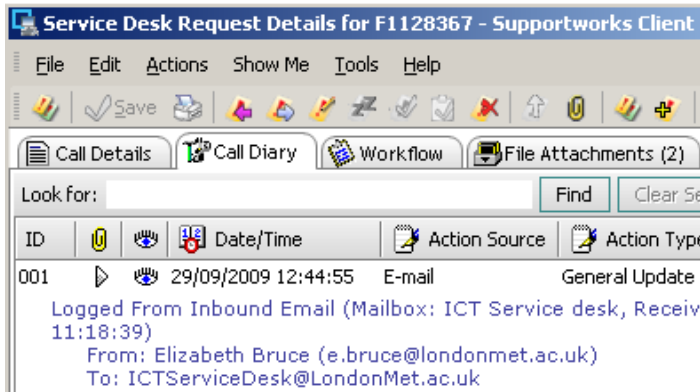 Service Desk Request Details for F1128367 - Supportworks Client
File Edit Actions Show Me Tools Help
Save
Call Details Call Diary Workflow File Attachments (2)
Look for: Find Clear
ID Date/Time Action Source Action Type
001 29/09/2009 12:44:55 E-mail General Update
Logged From Inbound Email (Mailbox: ICT Service desk, Receiv
11:18:39)
From: Elizabeth Bruce (e.bruce@londonmet.ac.uk)
To: ICTServiceDesk@LondonMet.ac.uk